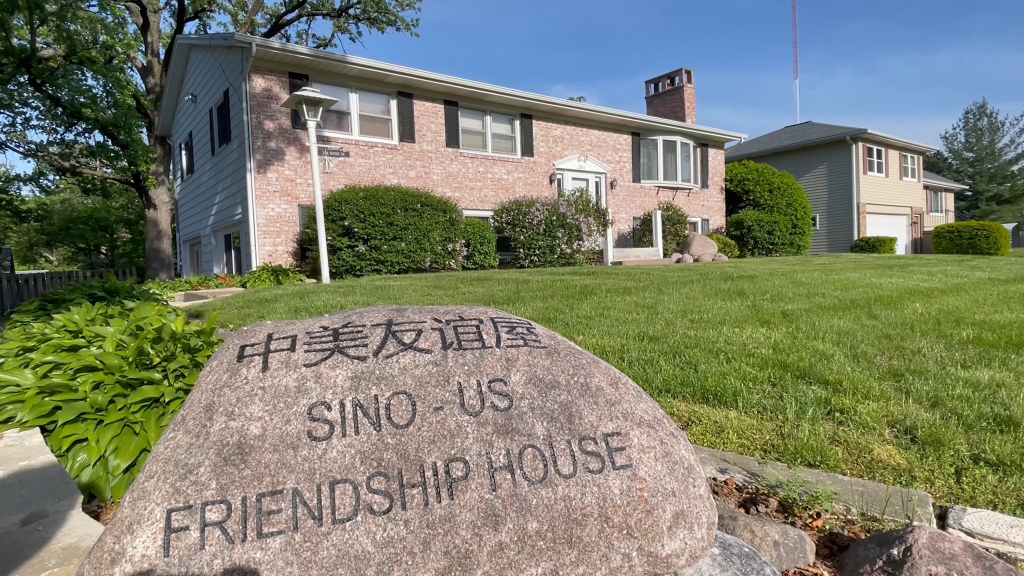 中美友谊屋
SINO - US
FRIENDSHIP HOUSE